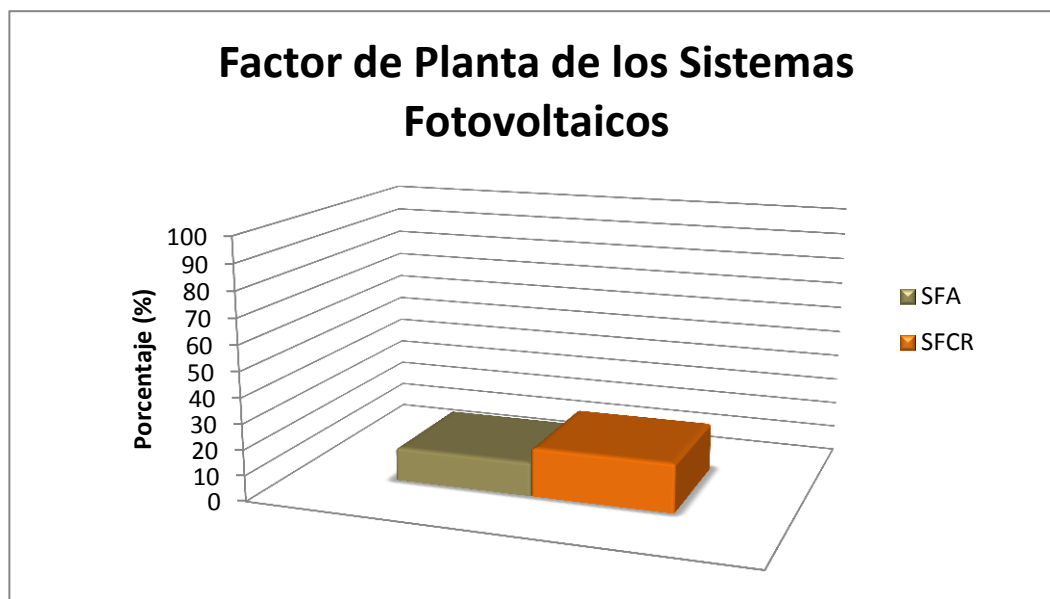 Factor de Planta de los Sistemas
Fotovoltaicos
100
90
80
70
60
50
40
30
20
10
0
Porcentaje (%)
SFA
SFCR